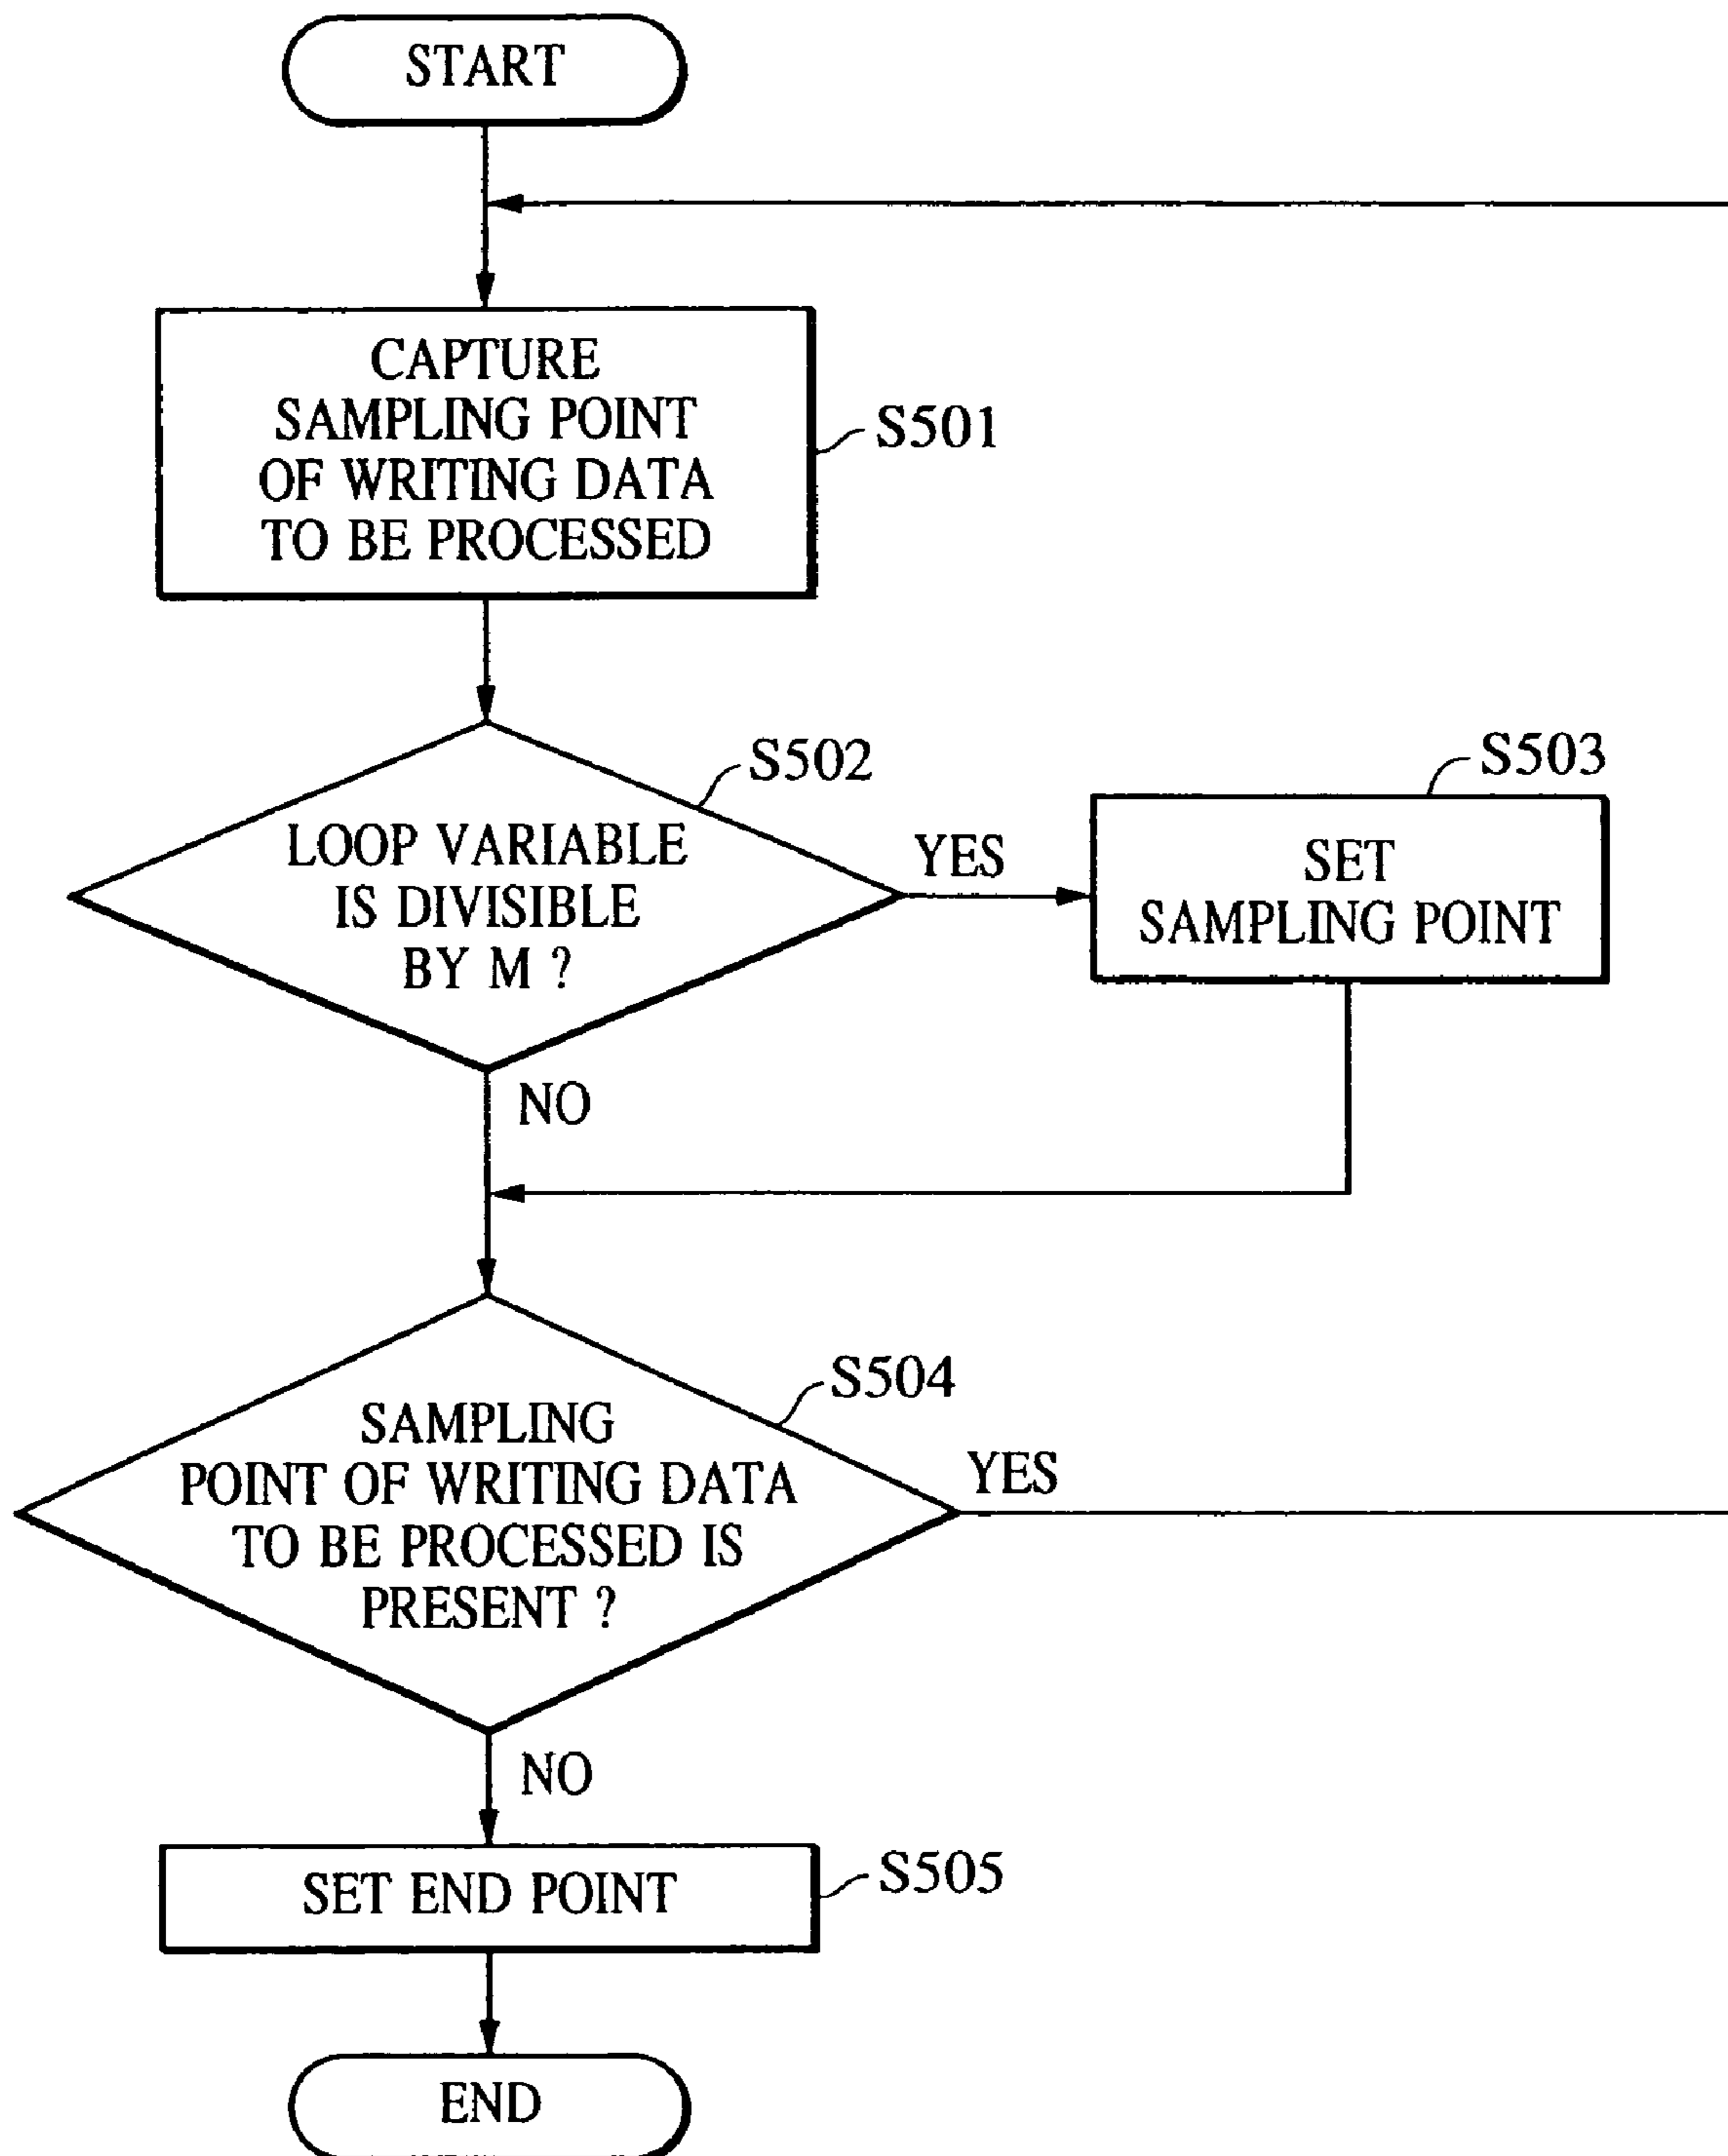 START
CAPTURE
SAMPLING POINT
OF WRITING DATA
TO BE PROCESSED
S501
S502
LOOP VARIABLE
IS DIVISIBLE
BY M ?
YES
S503
SET
SAMPLING POINT
NO
S504
SAMPLING
POINT OF WRITING DATA
TO BE PROCESSED IS
PRESENT ?
YES
NO
SET END POINT
S505
END